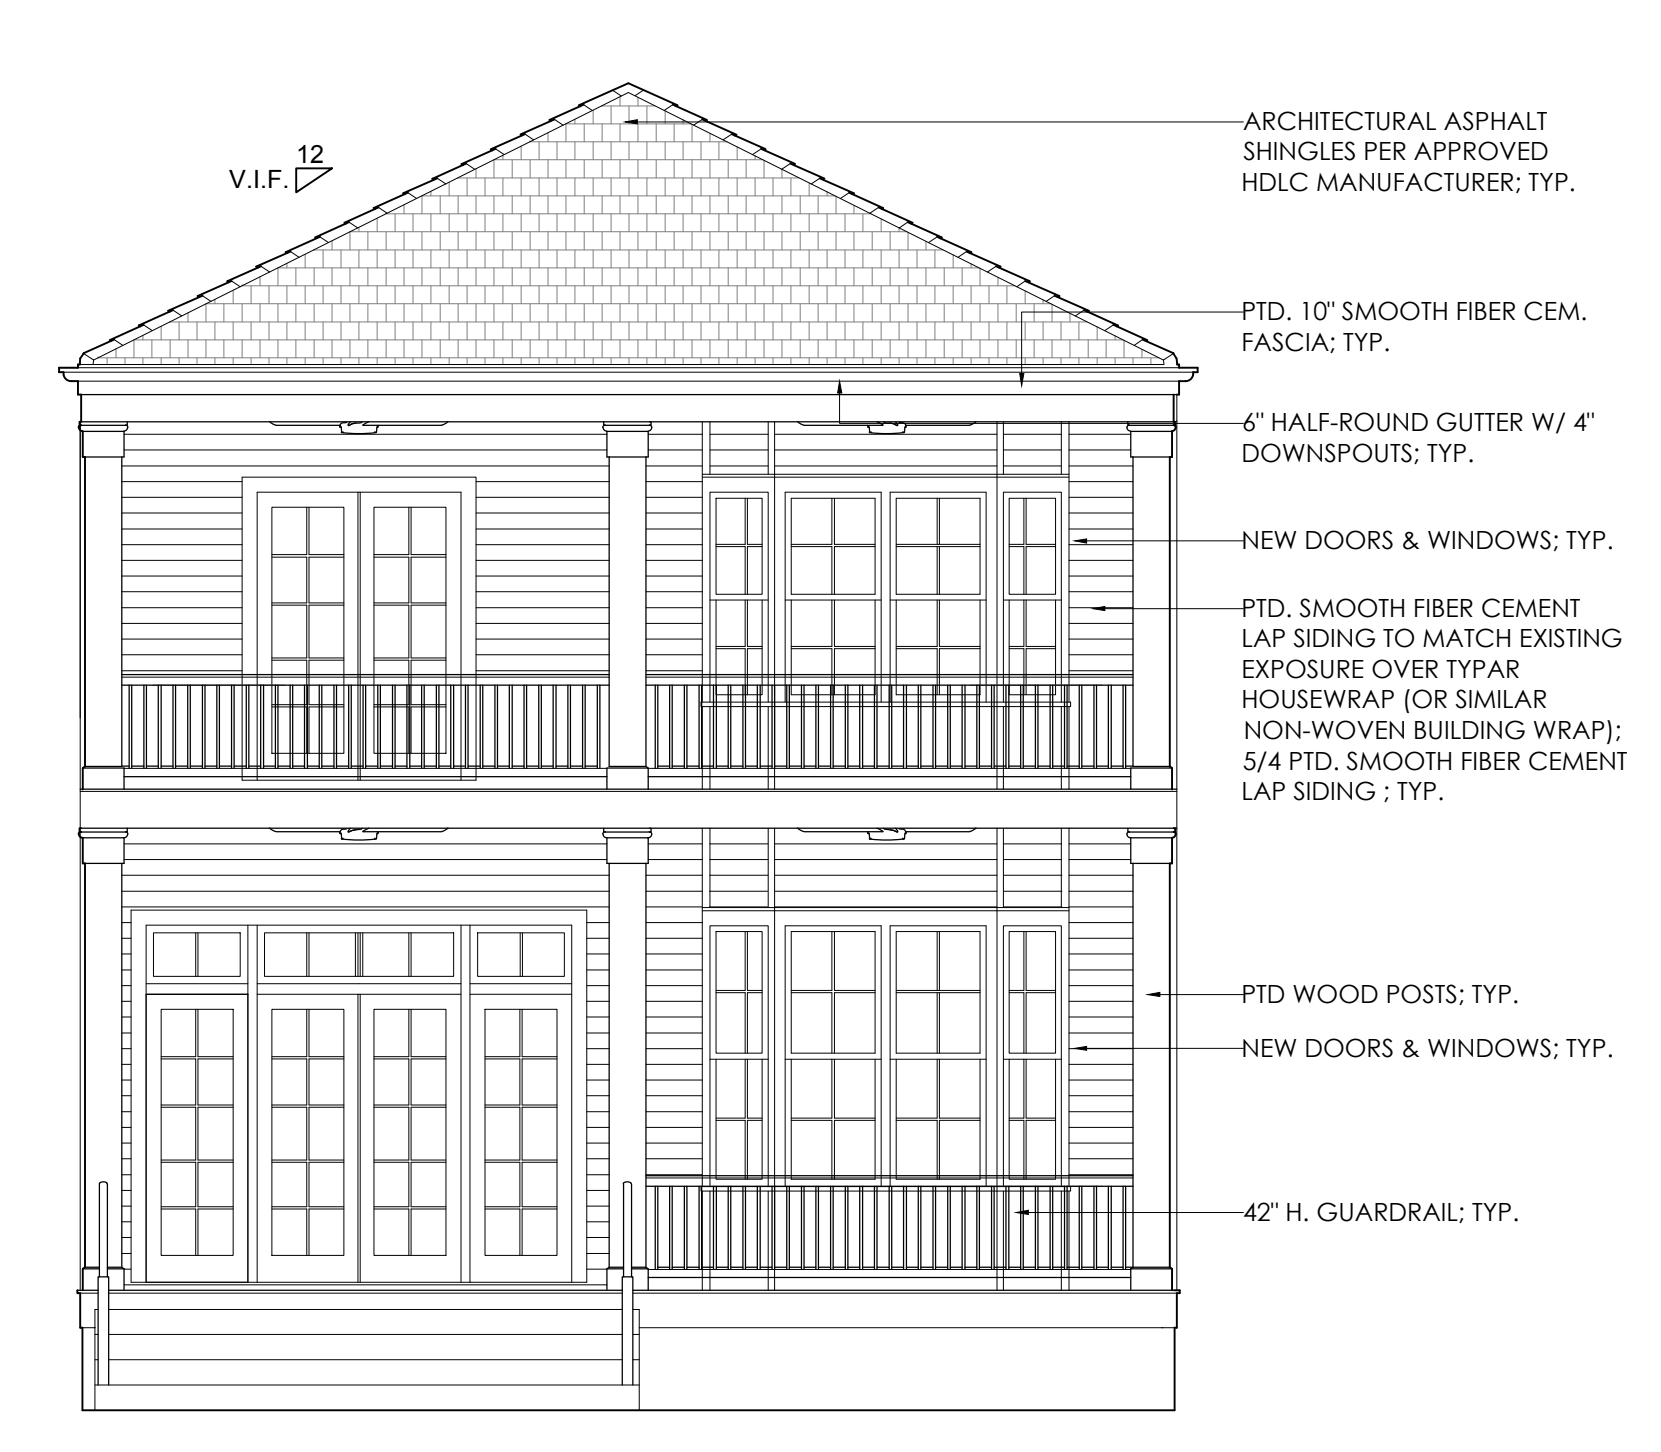 12
V.I.F.
ARCHITECTURAL ASPHALT
SHINGLES PER APPROVED
HDLC MANUFACTURER; TYP.
PTD. 10" SMOOTH FIBER CEM.
FASCIA; TYP.
6" HALF-ROUND GUTTER W/ 4"
DOWNSPOUTS; TYP.
NEW DOORS & WINDOWS; TYP.
PTD. SMOOTH FIBER CEMENT
LAP SIDING TO MATCH EXISTING
EXPOSURE OVER TYPAR
HOUSEWRAP (OR SIMILAR
NON-WOVEN BUILDING WRAP);
5/4 PTD. SMOOTH FIBER CEMENT
LAP SIDING ; TYP.
PTD WOOD POSTS; TYP.
NEW DOORS & WINDOWS; TYP.
42" H. GUARDRAIL; TYP.